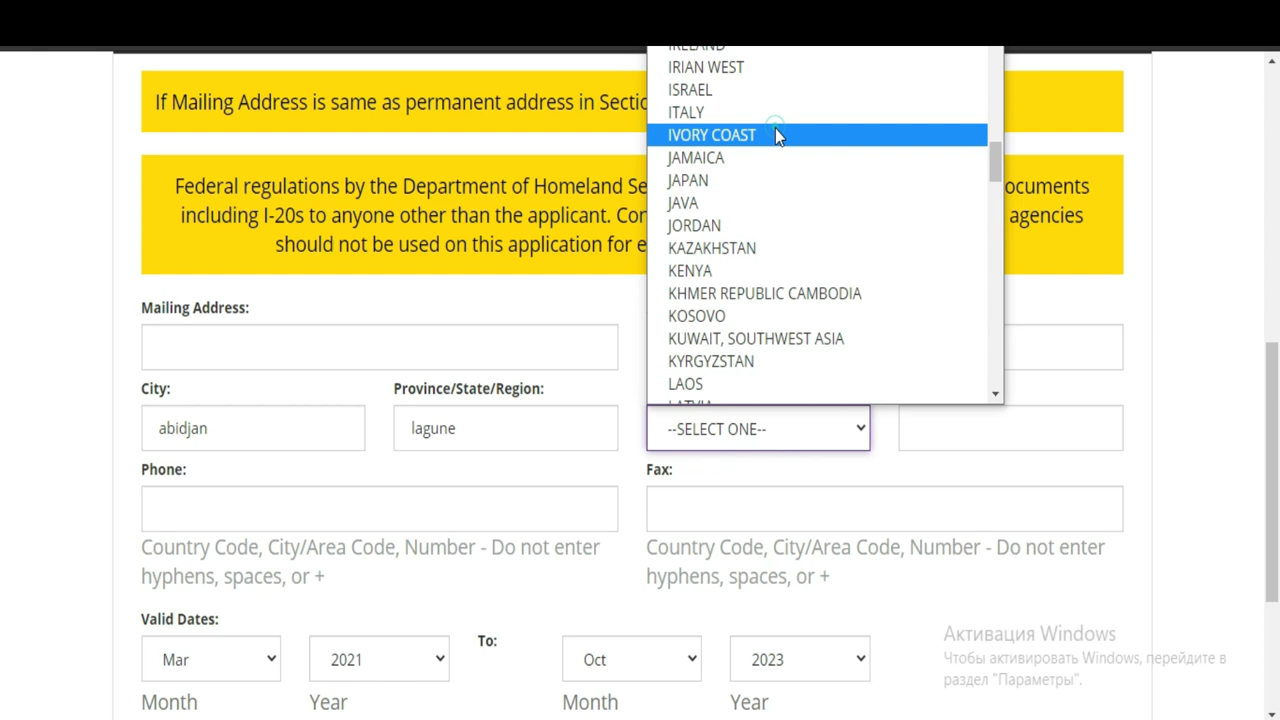 IRELAND
IRIAN WEST
ISRAEL
ITALY
IVORY COAST
JAMAICA
JAPAN
JAVA
JORDAN
KAZAKHSTAN
KENYA
KHMER REPUBLIC CAMBODIA
KOSOVO
KUWAIT, SOUTHWEST ASIA
KYRGYZSTAN
LAOS
LATVIA
If Mailing Address is same as permanent address in
Federal regulations by the Department of Homeland ocuments
including I-20s to anyone other than the applicant. agencies
should not be used on this application for
Mailing Address:
City:
Province/State/Region:
abidjan
lagune
--SELECT ONE--
Phone:
Fax:
Country Code, City/Area Code, Number - Do not enter
hyphens, spaces, or +
Country Code, City/Area Code, Number - Do not enter
hyphens, spaces, or +
Valid Dates:
Mar
2021
To:
Oct
2023
Month
Year
Month
Year
Активация Windows
Чтобы активировать Windows, перейдите в
раздел "Параметры".